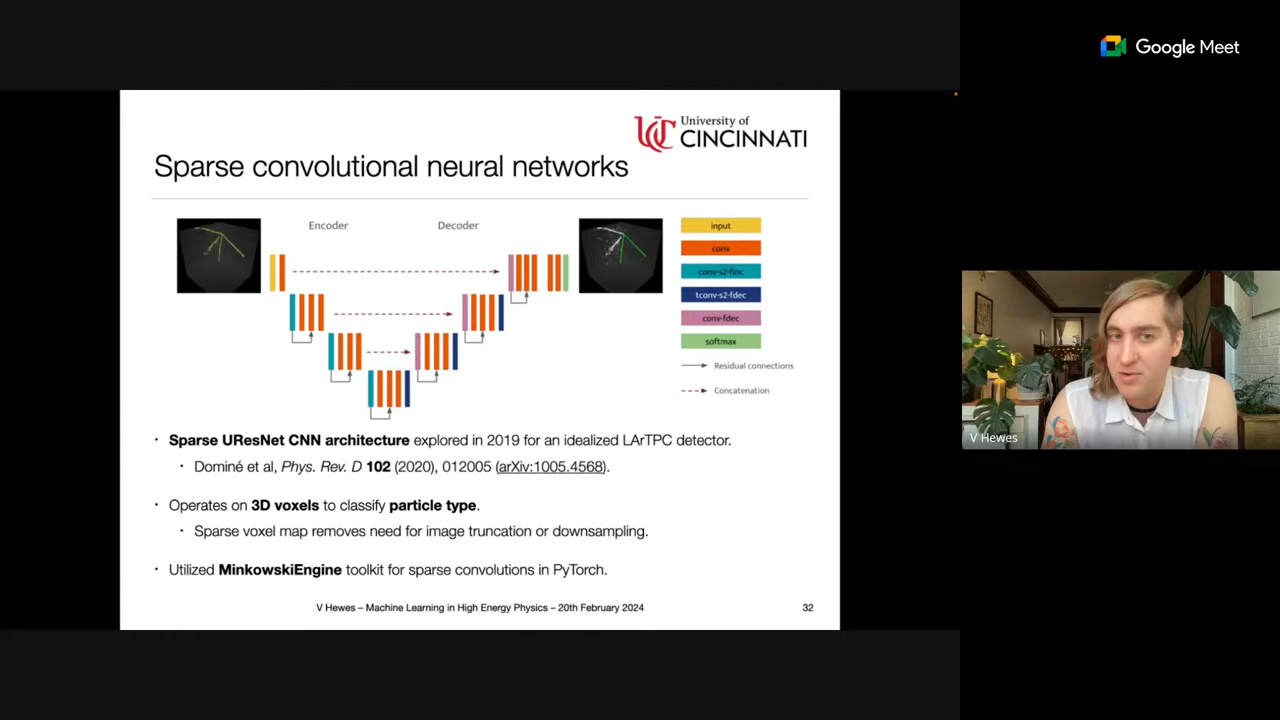 Google Meet
University of
CINCINNATI
Sparse convolutional neural networks
Encoder
Decoder
input
conv
conv-s2-finc
tconv-s2-fdec
conv-fdec
softmax
Residual connections
Concatenation
· Sparse UResNet CNN architecture explored in 2019 for an idealized LArTPC detector.
· Dominé et al, Phys. Rev. D 102 (2020), 012005 (arXiv:1005.4568).
· Operates on 3D voxels to classify particle type.
· Sparse voxel map removes need for image truncation or downsampling.
· Utilized MinkowskiEngine toolkit for sparse convolutions in PyTorch.
V Hewes – Machine Learning in High Energy Physics – 20th February 2024
32
V Hewes